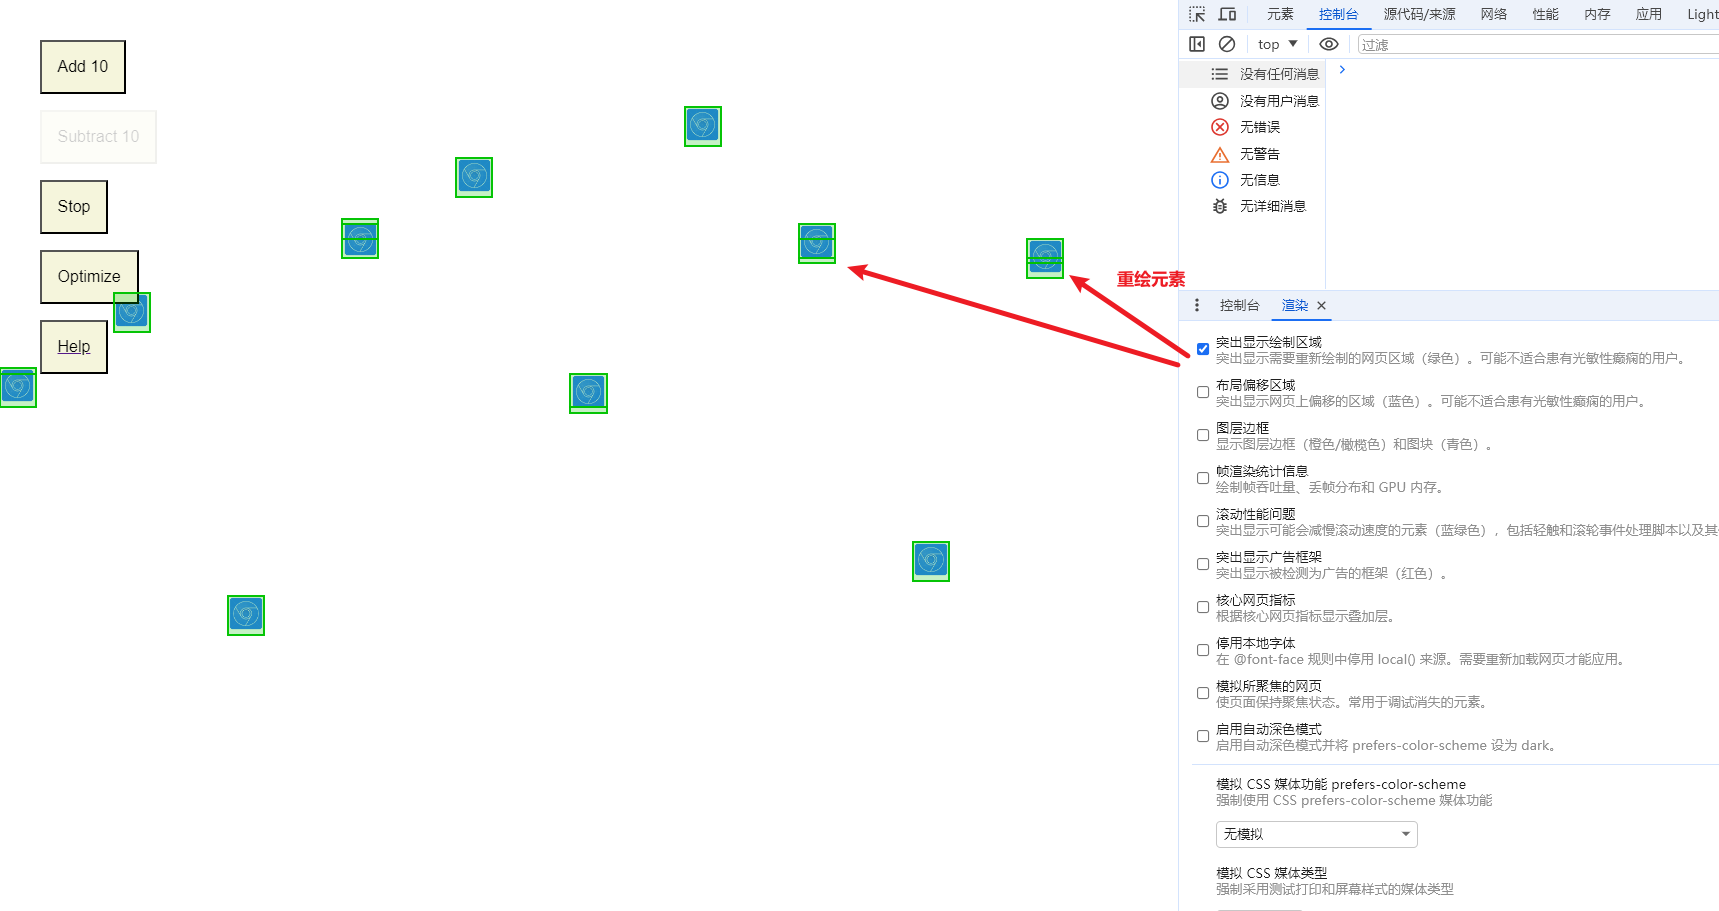 Add 10
Subtract 10
Stop
Optimize
Help
重绘元素
元素 控制台 源代码/来源 网络 性能 内存 应用 Light
top 过滤
没有任何消息
没有用户消息
无错误
无警告
无信息
无详细消息
控制台 渲染
突出显示绘制区域
突出显示需要重新绘制的网页区域（绿色）。可能不适合患有光敏性癫痫的用户。
布局偏移区域
突出显示网页上偏移的区域（蓝色）。可能不适合患有光敏性癫痫的用户。
图层边框
显示图层边框（橙色/橄榄色）和图块（青色）。
帧渲染统计信息
绘制帧吞吐量、丢帧分布和 GPU 内存。
滚动性能问题
突出显示可能会减慢滚动速度的元素（蓝绿色），包括轻触和滚轮事件处理脚本以及其
突出显示广告框架
突出显示被检测为广告的框架（红色）。
核心网页指标
根据核心网页指标显示叠加层。
停用本地字体
在 @font-face 规则中停用 local() 来源。需要重新加载网页才能应用。
模拟所聚焦的网页
使页面保持聚焦状态。常用于调试消失的元素。
启用自动深色模式
启用自动深色模式并将 prefers-color-scheme 设为 dark。
模拟 CSS 媒体功能 prefers-color-scheme
强制使用 CSS prefers-color-scheme 媒体功能
无模拟
模拟 CSS 媒体类型
强制采用测试打印和屏幕样式的媒体类型